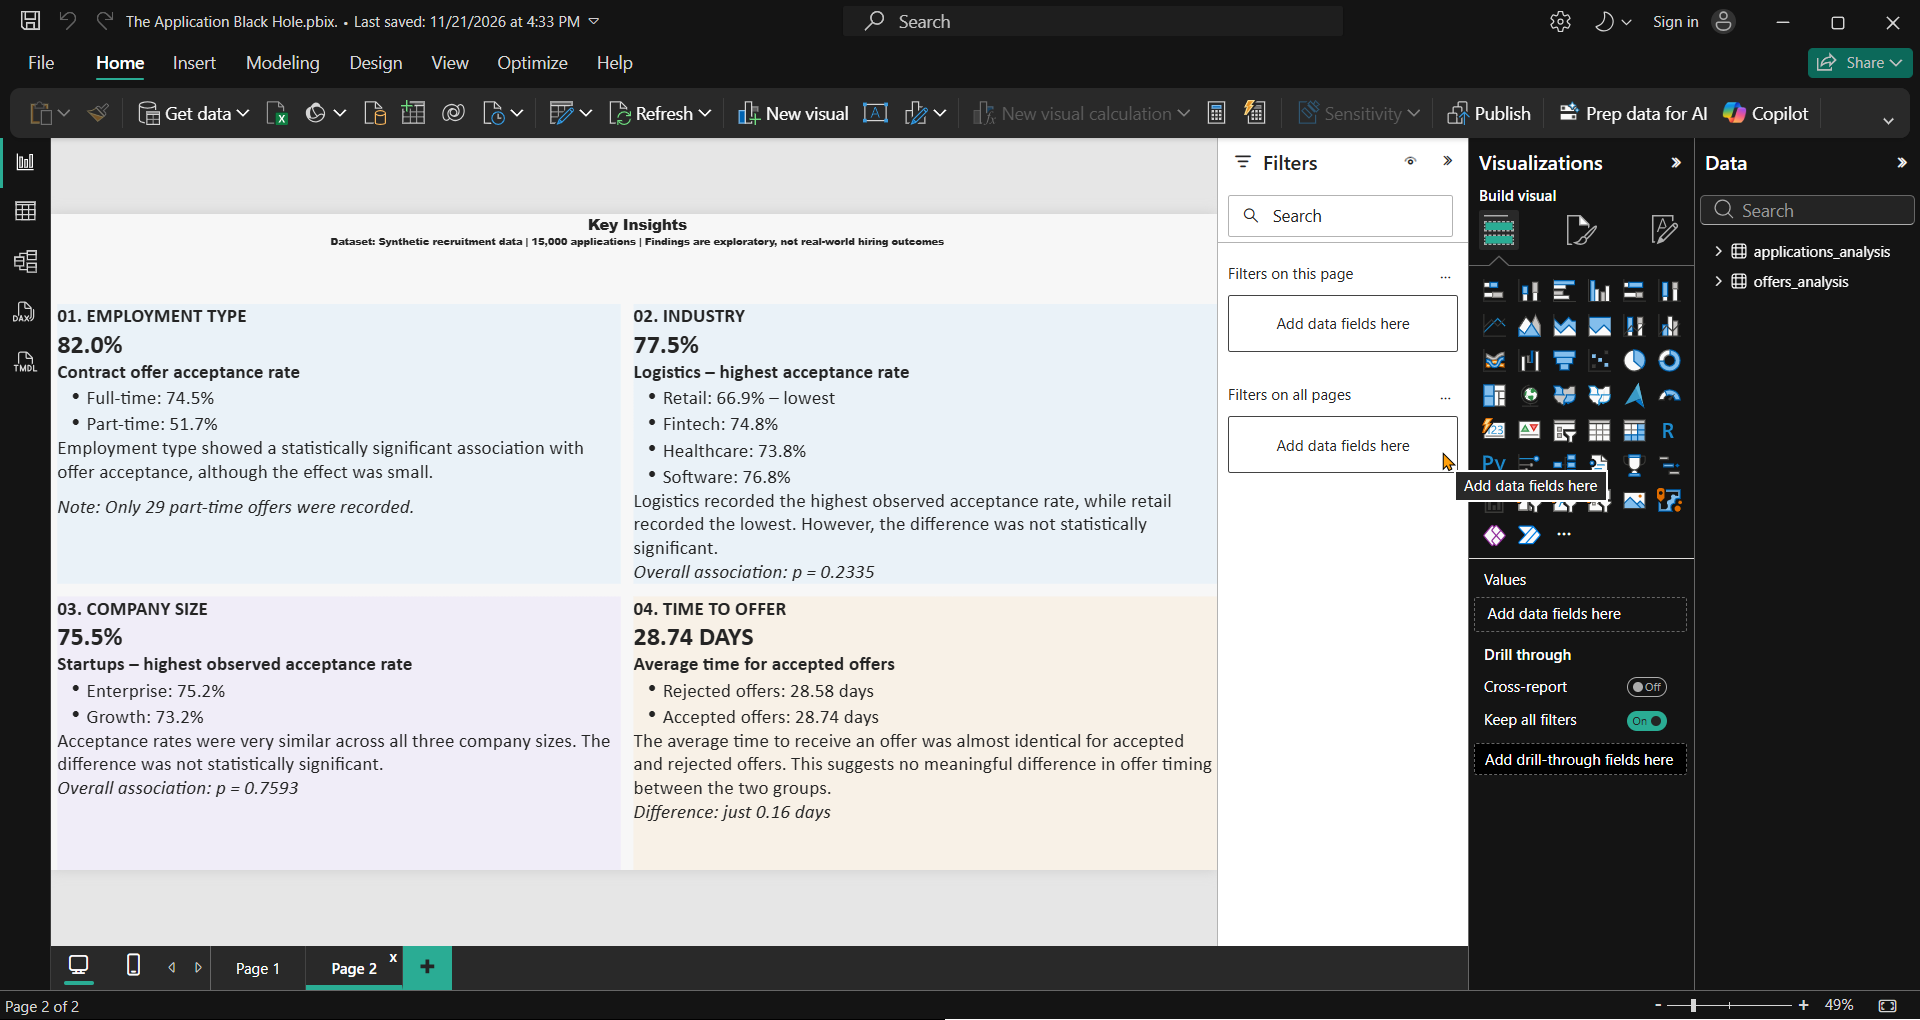 The Application Black Hole.pbix. • Last saved: 11/21/2026 at 4:33 PM
Search
Sign in
File
Home
Insert
Modeling
Design
View
Optimize
Help
Share
Get data
Refresh
New visual
New visual calculation
Sensitivity
Publish
Prep data for AI
Copilot
DAX
TMDL
Key Insights
Dataset: Synthetic recruitment data | 15,000 applications | Findings are exploratory, not real-world hiring outcomes
01. EMPLOYMENT TYPE
82.0%
Contract offer acceptance rate
• Full-time: 74.5%
• Part-time: 51.7%
Employment type showed a statistically significant association with
offer acceptance, although the effect was small.
Note: Only 29 part-time offers were recorded.
02. INDUSTRY
77.5%
Logistics – highest acceptance rate
• Retail: 66.9% – lowest
• Fintech: 74.8%
• Healthcare: 73.8%
• Software: 76.8%
Logistics recorded the highest observed acceptance rate, while retail
recorded the lowest. However, the difference was not statistically
significant.
Overall association: p = 0.2335
03. COMPANY SIZE
75.5%
Startups – highest observed acceptance rate
• Enterprise: 75.2%
• Growth: 73.2%
Acceptance rates were very similar across all three company sizes. The
difference was not statistically significant.
Overall association: p = 0.7593
04. TIME TO OFFER
28.74 DAYS
Average time for accepted offers
• Rejected offers: 28.58 days
• Accepted offers: 28.74 days
The average time to receive an offer was almost identical for accepted
and rejected offers. This suggests no meaningful difference in offer timing
between the two groups.
Difference: just 0.16 days
Filters
Search
Filters on this page
...
Add data fields here
Filters on all pages
...
Add data fields here
Visualizations
Build visual
123
R
Py
Add data fields here
...
Values
Add data fields here
Drill through
Cross-report
Off
Keep all filters
On
Add drill-through fields here
Data
Search
applications_analysis
offers_analysis
Page 1
Page 2
x
+
Page 2 of 2
- + 49%